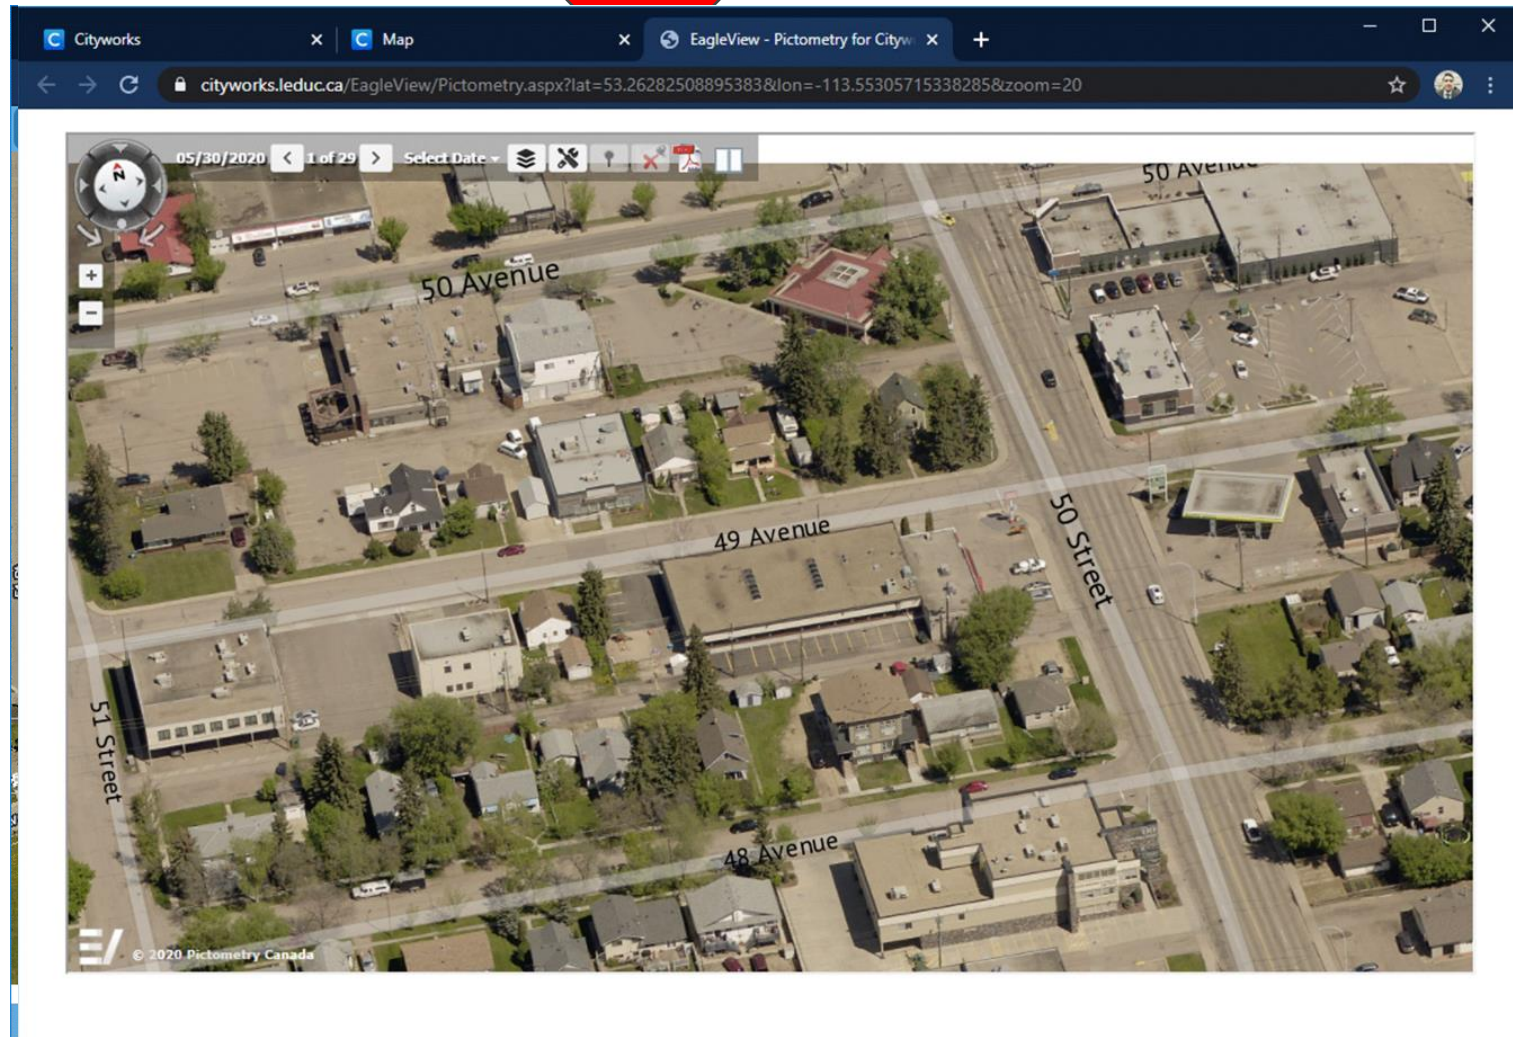 Cityworks
Map
EagleView - Pictometry for Cityw
cityworks.leduc.ca/EagleView/Pictometry.aspx?lat=53.26282508895383&lon=-113.55305715338285&zoom=20
N
05/30/2020
1 of 29
Select Date
50 Avenue
50 Avenue
49 Avenue
50 Street
51 Street
48 Avenue
© 2020 Pictometry Canada